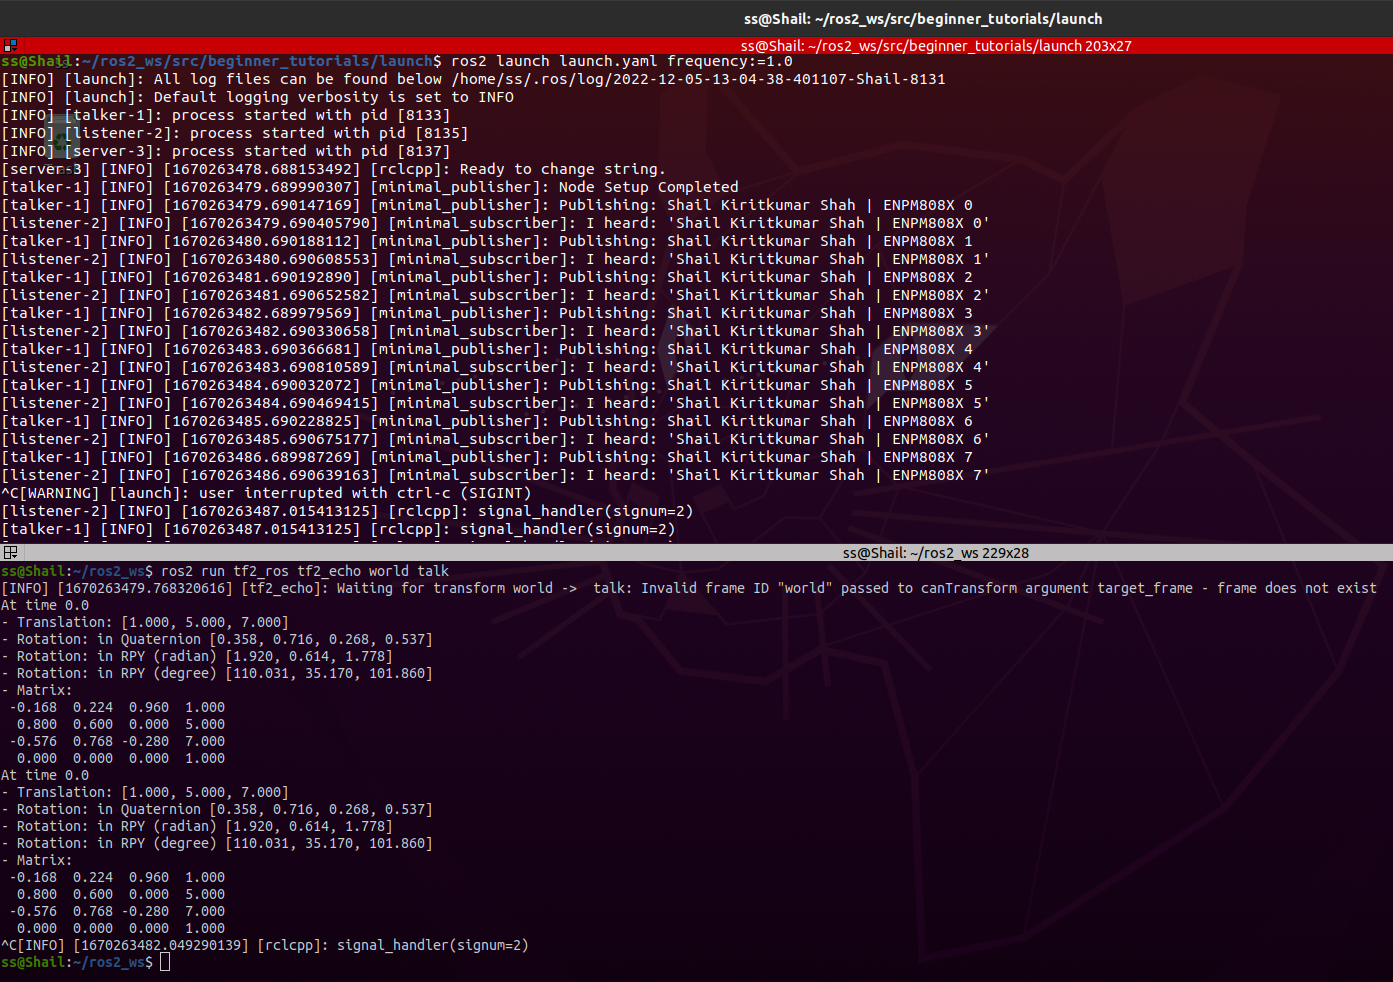 ss@Shail: ~/ros2_ws/src/beginner_tutorials/launch
ss@Shail: ~/ros2_ws/src/beginner_tutorials/launch 203x27
ss@Shail:~/ros2_ws/src/beginner_tutorials/launch$ ros2 launch launch.yaml frequency:=1.0
[INFO] [launch]: All log files can be found below /home/ss/.ros/log/2022-12-05-13-04-38-401107-Shail-8131
[INFO] [launch]: Default logging verbosity is set to INFO
[INFO] [talker-1]: process started with pid [8133]
[INFO] [listener-2]: process started with pid [8135]
[INFO] [server-3]: process started with pid [8137]
[server-3] [INFO] [1670263478.688153492] [rclcpp]: Ready to change string.
[talker-1] [INFO] [1670263479.689990307] [minimal_publisher]: Node Setup Completed
[talker-1] [INFO] [1670263479.690147169] [minimal_publisher]: Publishing: Shail Kiritkumar Shah | ENPM808X 0
[listener-2] [INFO] [1670263479.690405790] [minimal_subscriber]: I heard: 'Shail Kiritkumar Shah | ENPM808X 0'
[talker-1] [INFO] [1670263480.690188112] [minimal_publisher]: Publishing: Shail Kiritkumar Shah | ENPM808X 1
[listener-2] [INFO] [1670263480.690608553] [minimal_subscriber]: I heard: 'Shail Kiritkumar Shah | ENPM808X 1'
[talker-1] [INFO] [1670263481.690192890] [minimal_publisher]: Publishing: Shail Kiritkumar Shah | ENPM808X 2
[listener-2] [INFO] [1670263481.690652582] [minimal_subscriber]: I heard: 'Shail Kiritkumar Shah | ENPM808X 2'
[talker-1] [INFO] [1670263482.689979569] [minimal_publisher]: Publishing: Shail Kiritkumar Shah | ENPM808X 3
[listener-2] [INFO] [1670263482.690330658] [minimal_subscriber]: I heard: 'Shail Kiritkumar Shah | ENPM808X 3'
[talker-1] [INFO] [1670263483.690366681] [minimal_publisher]: Publishing: Shail Kiritkumar Shah | ENPM808X 4
[listener-2] [INFO] [1670263483.690810589] [minimal_subscriber]: I heard: 'Shail Kiritkumar Shah | ENPM808X 4'
[talker-1] [INFO] [1670263484.690032072] [minimal_publisher]: Publishing: Shail Kiritkumar Shah | ENPM808X 5
[listener-2] [INFO] [1670263484.690469415] [minimal_subscriber]: I heard: 'Shail Kiritkumar Shah | ENPM808X 5'
[talker-1] [INFO] [1670263485.690228825] [minimal_publisher]: Publishing: Shail Kiritkumar Shah | ENPM808X 6
[listener-2] [INFO] [1670263485.690675177] [minimal_subscriber]: I heard: 'Shail Kiritkumar Shah | ENPM808X 6'
[talker-1] [INFO] [1670263486.689987269] [minimal_publisher]: Publishing: Shail Kiritkumar Shah | ENPM808X 7
[listener-2] [INFO] [1670263486.690639163] [minimal_subscriber]: I heard: 'Shail Kiritkumar Shah | ENPM808X 7'
^C[WARNING] [launch]: user interrupted with ctrl-c (SIGINT)
[listener-2] [INFO] [1670263487.015413125] [rclcpp]: signal_handler(signum=2)
[talker-1] [INFO] [1670263487.015413125] [rclcpp]: signal_handler(signum=2)
ss@Shail: ~/ros2_ws 229x28
ss@Shail:~/ros2_ws$ ros2 run tf2_ros tf2_echo world talk
[INFO] [1670263479.768320616] [tf2_echo]: Waiting for transform world ->  talk: Invalid frame ID "world" passed to canTransform argument target_frame - frame does not exist
At time 0.0
- Translation: [1.000, 5.000, 7.000]
- Rotation: in Quaternion [0.358, 0.716, 0.268, 0.537]
- Rotation: in RPY (radian) [1.920, 0.614, 1.778]
- Rotation: in RPY (degree) [110.031, 35.170, 101.860]
- Matrix:
 -0.168  0.224  0.960  1.000
  0.800  0.600  0.000  5.000
 -0.576  0.768 -0.280  7.000
  0.000  0.000  0.000  1.000
At time 0.0
- Translation: [1.000, 5.000, 7.000]
- Rotation: in Quaternion [0.358, 0.716, 0.268, 0.537]
- Rotation: in RPY (radian) [1.920, 0.614, 1.778]
- Rotation: in RPY (degree) [110.031, 35.170, 101.860]
- Matrix:
 -0.168  0.224  0.960  1.000
  0.800  0.600  0.000  5.000
 -0.576  0.768 -0.280  7.000
  0.000  0.000  0.000  1.000
^C[INFO] [1670263482.049290139] [rclcpp]: signal_handler(signum=2)
ss@Shail:~/ros2_ws$